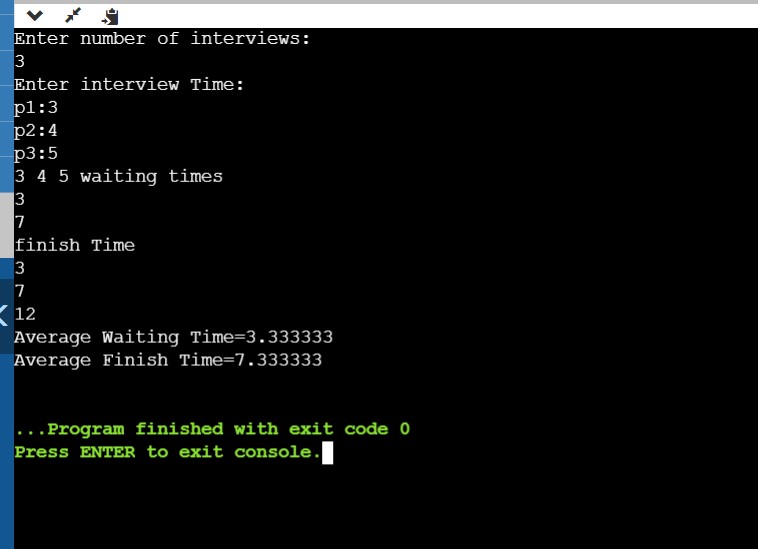 Enter number of interviews:
3
Enter interview Time:
p1:3
p2:4
p3:5
3 4 5 waiting times
3
7
finish Time
3
7
12
Average Waiting Time=3.333333
Average Finish Time=7.333333
...Program finished with exit code 0
Press ENTER to exit console.